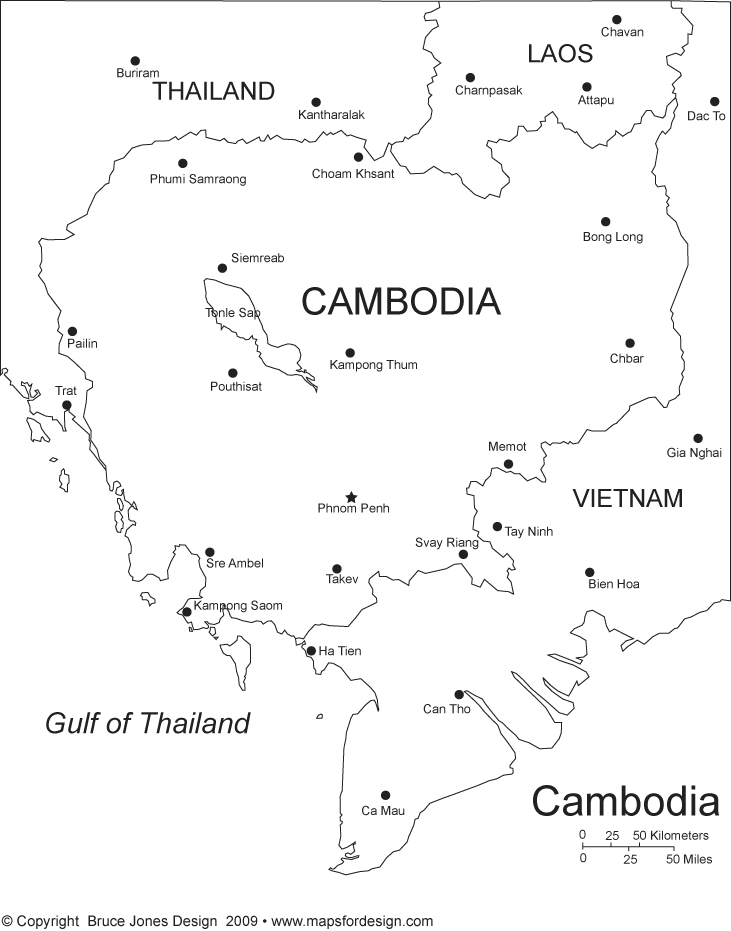 Chavan
LAOS
Buriram
THAILAND
Charnpasak
Attapu
Kantharalak
Dac To
Phumi Samraong
Choam Khsant
Bong Long
Siemreab
CAMBODIA
Tonle Sap
Pailin
Kampong Thum
Chbar
Pouthisat
Trat
Memot
Gia Nghai
VIETNAM
Phnom Penh
Tay Ninh
Svay Riang
Sre Ambel
Takev
Bien Hoa
Kampong Saom
Ha Tien
Can Tho
Gulf of Thailand
Ca Mau
Cambodia
0 25 50 Kilometers
0 25 50 Miles
© Copyright Bruce Jones Design 2009 • www.mapsfordesign.com